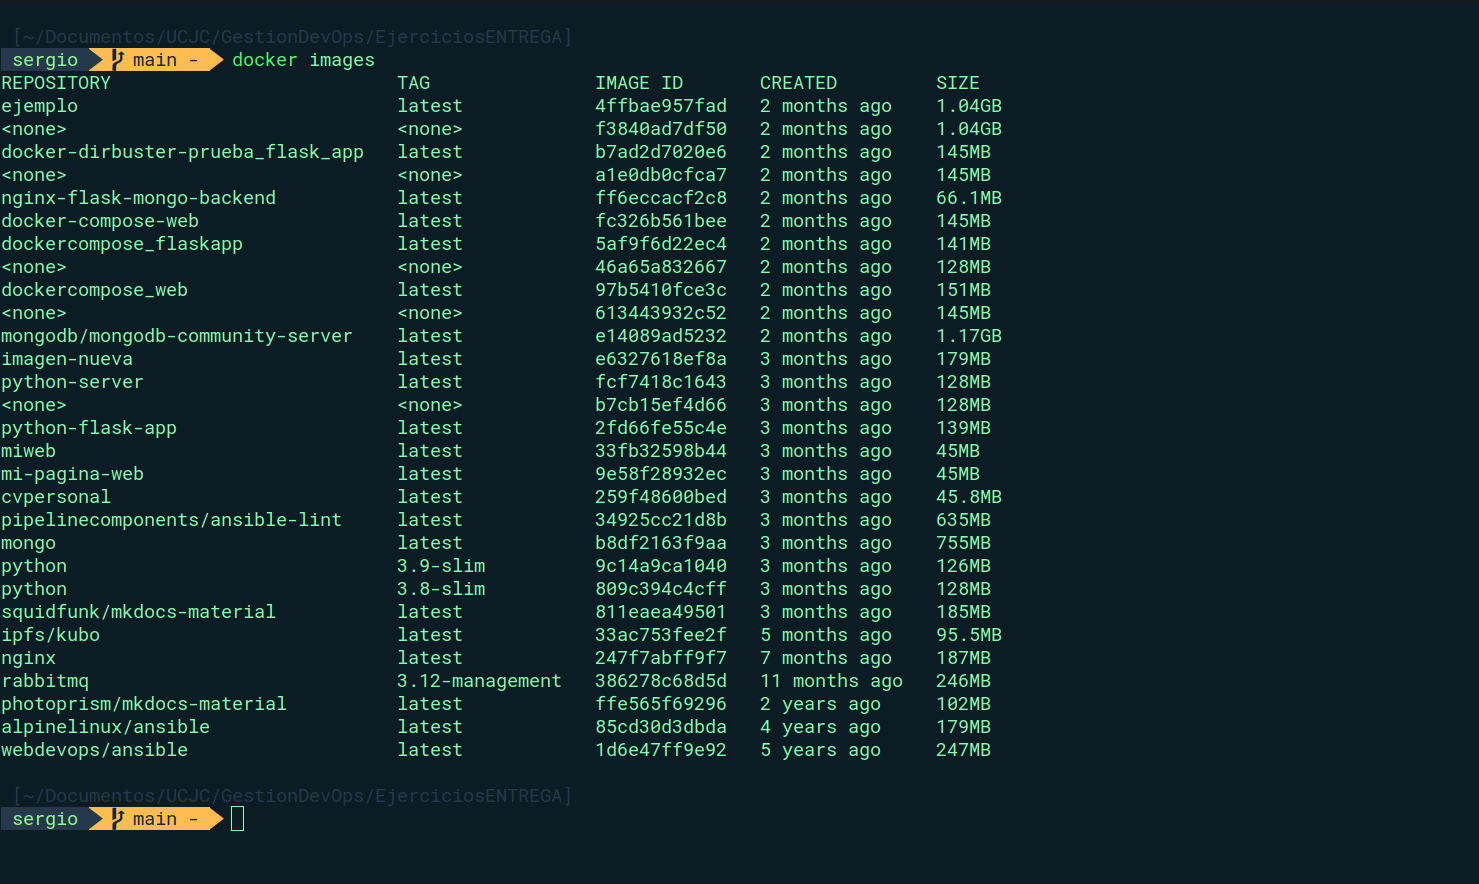 [~/Documentos/UCJC/GestionDevOps/EjerciciosENTREGA]
sergio main - docker images
REPOSITORY TAG IMAGE ID CREATED SIZE
ejemplo latest 4ffbae957fad 2 months ago 1.04GB
<none> <none> f3840ad7df50 2 months ago 1.04GB
docker-dirbuster-prueba_flask_app latest b7ad2d7020e6 2 months ago 145MB
<none> <none> a1e0db0cfca7 2 months ago 145MB
nginx-flask-mongo-backend latest ff6eccacf2c8 2 months ago 66.1MB
docker-compose-web latest fc326b561bee 2 months ago 145MB
dockercompose_flaskapp latest 5af9f6d22ec4 2 months ago 141MB
<none> <none> 46a65a832667 2 months ago 128MB
dockercompose_web latest 97b5410fce3c 2 months ago 151MB
<none> <none> 613443932c52 2 months ago 145MB
mongodb/mongodb-community-server latest e14089ad5232 2 months ago 1.17GB
imagen-nueva latest e6327618ef8a 3 months ago 179MB
python-server latest fcf7418c1643 3 months ago 128MB
<none> <none> b7cb15ef4d66 3 months ago 128MB
python-flask-app latest 2fd66fe55c4e 3 months ago 139MB
miweb latest 33fb32598b44 3 months ago 45MB
mi-pagina-web latest 9e58f28932ec 3 months ago 45MB
cvpersonal latest 259f48600bed 3 months ago 45.8MB
pipelinecomponents/ansible-lint latest 34925cc21d8b 3 months ago 635MB
mongo latest b8df2163f9aa 3 months ago 755MB
python 3.9-slim 9c14a9ca1040 3 months ago 126MB
python 3.8-slim 809c394c4cff 3 months ago 128MB
squidfunk/mkdocs-material latest 811eaea49501 3 months ago 185MB
ipfs/kubo latest 33ac753fee2f 5 months ago 95.5MB
nginx latest 247f7abff9f7 7 months ago 187MB
rabbitmq 3.12-management 386278c68d5d 11 months ago 246MB
photoprism/mkdocs-material latest ffe565f69296 2 years ago 102MB
alpinelinux/ansible latest 85cd30d3dbda 4 years ago 179MB
webdevops/ansible latest 1d6e47ff9e92 5 years ago 247MB
[~/Documentos/UCJC/GestionDevOps/EjerciciosENTREGA]
sergio main -